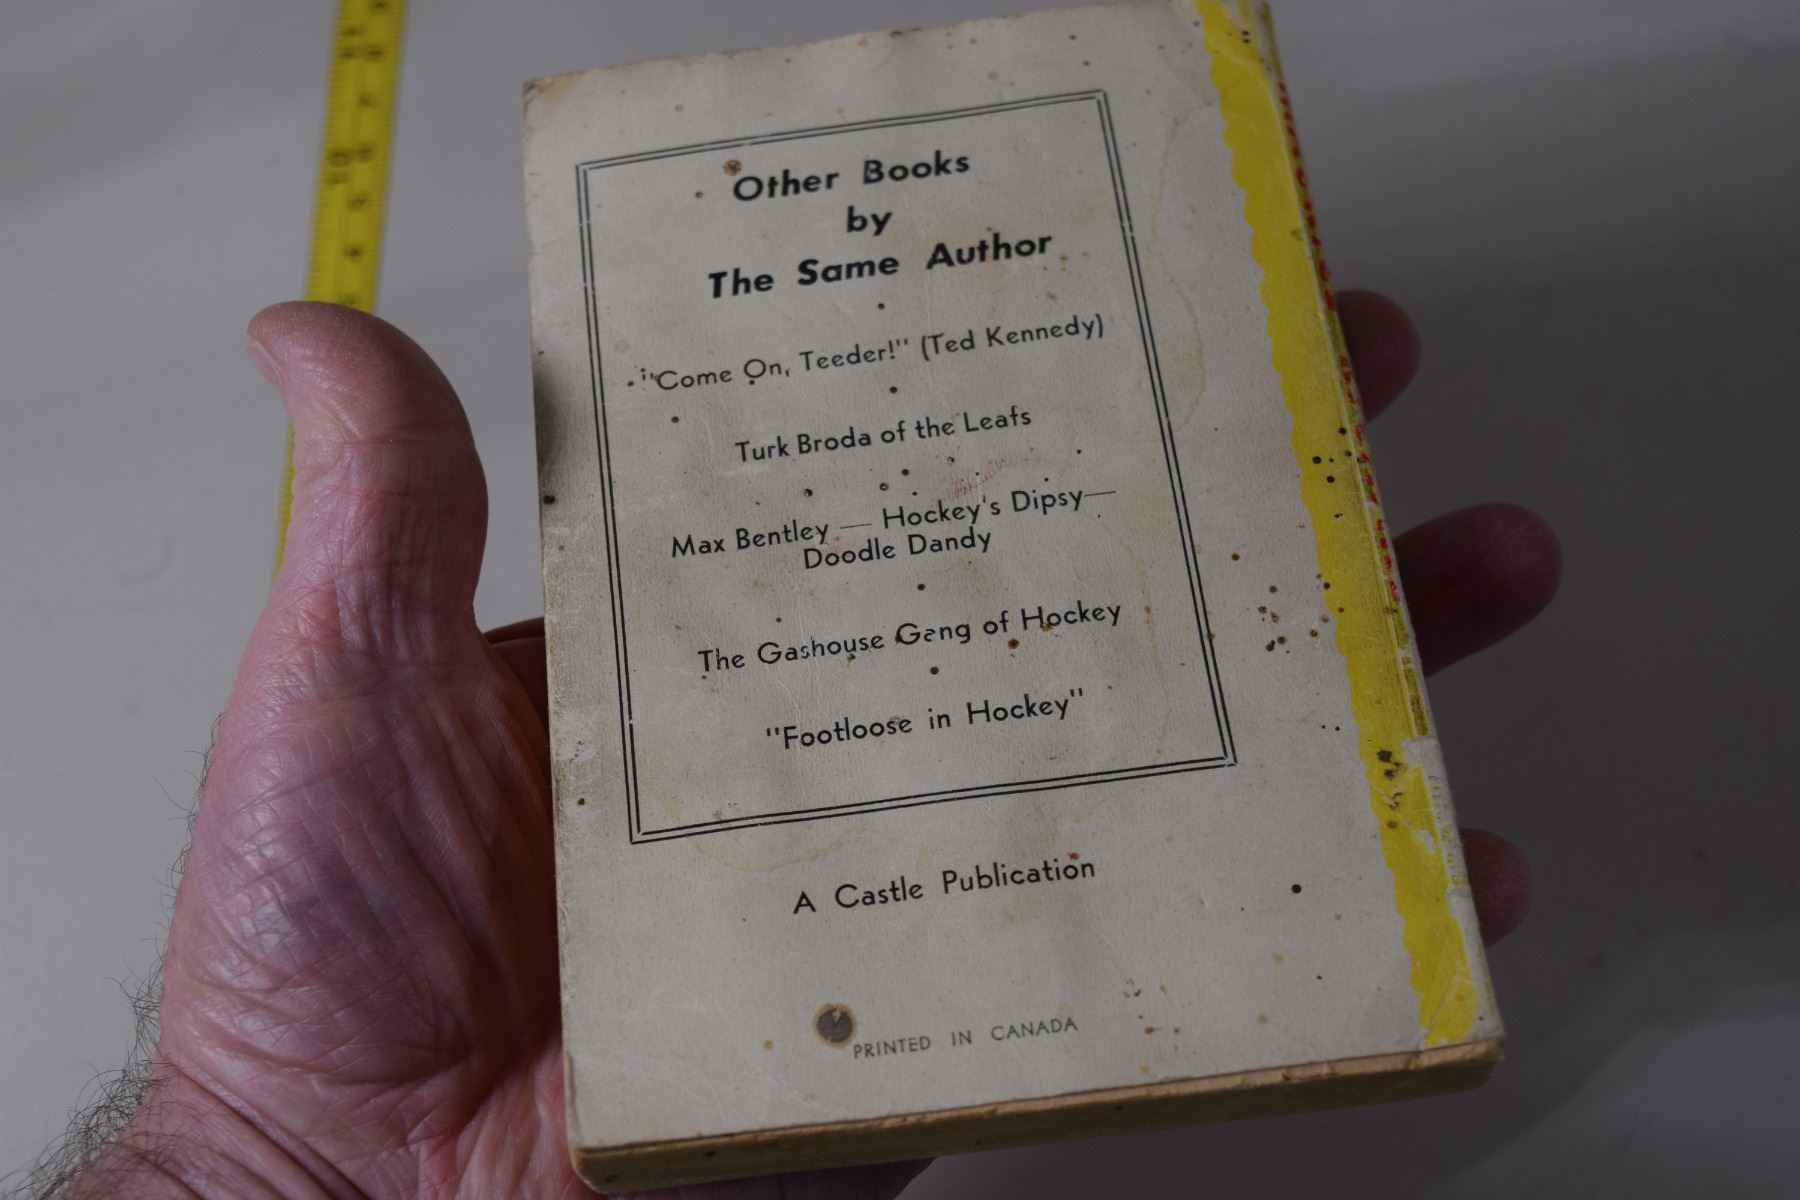 Other Books
by
The Same Author
"Come On, Teeder!" (Ted Kennedy)
Turk Broda of the Leafs
Max Bentley — Hockey's Dipsy—
Doodle Dandy
The Gashouse Gang of Hockey
"Footloose in Hockey"
A Castle Publication
PRINTED IN CANADA